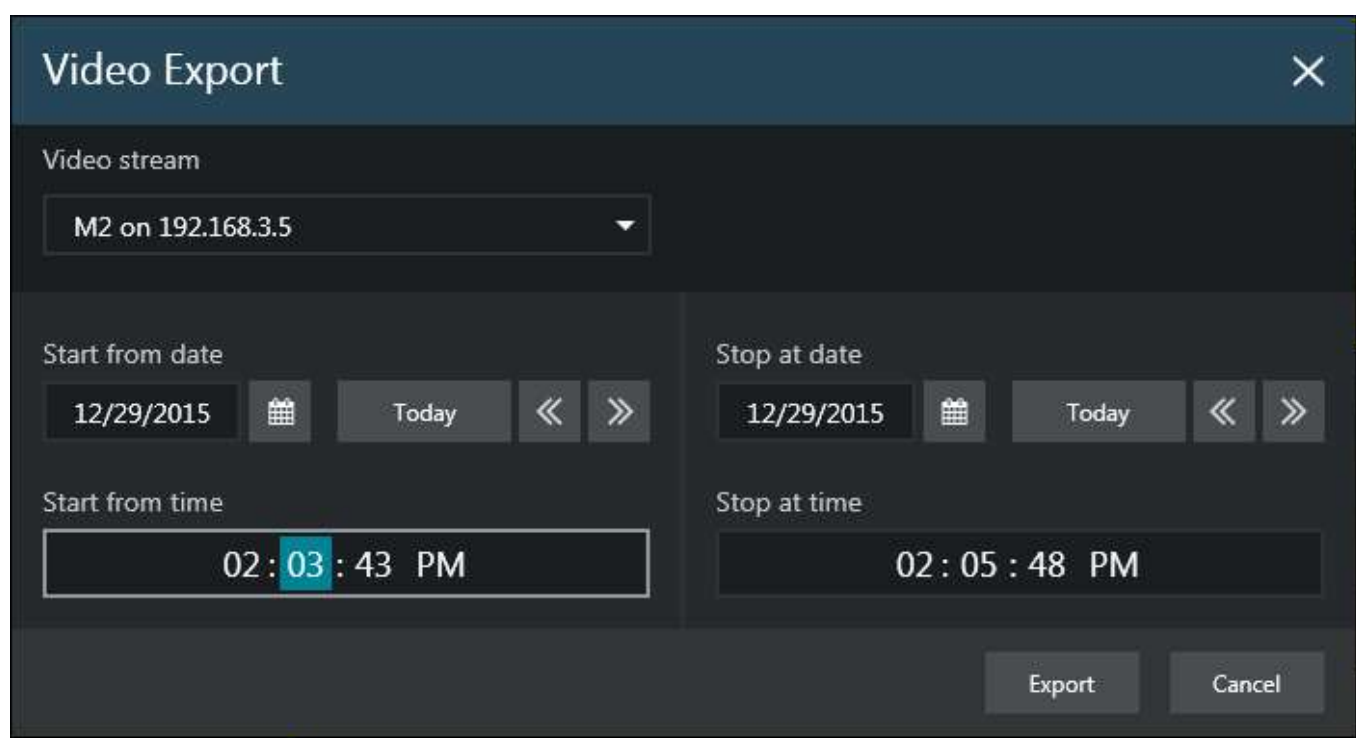 Video Export
Video stream
M2 on 192.168.3.5
Start from date
12/29/2015 Today
Start from time
02 : 03 : 43 PM
Stop at date
12/29/2015 Today
Stop at time
02 : 05 : 48 PM
Export Cancel